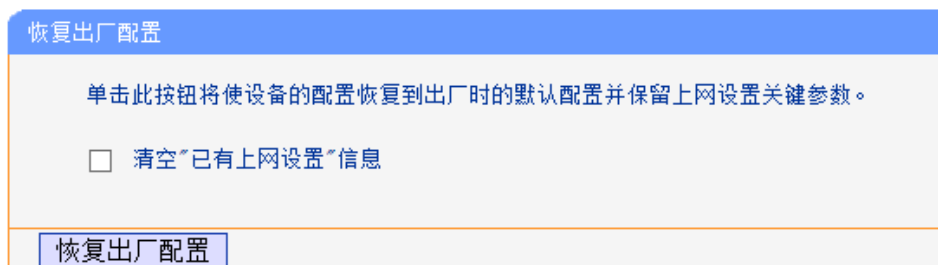 恢复出厂配置
单击此按钮将使设备的配置恢复到出厂时的默认配置并保留上网设置关键参数。
清空"已有上网设置"信息
恢复出厂配置